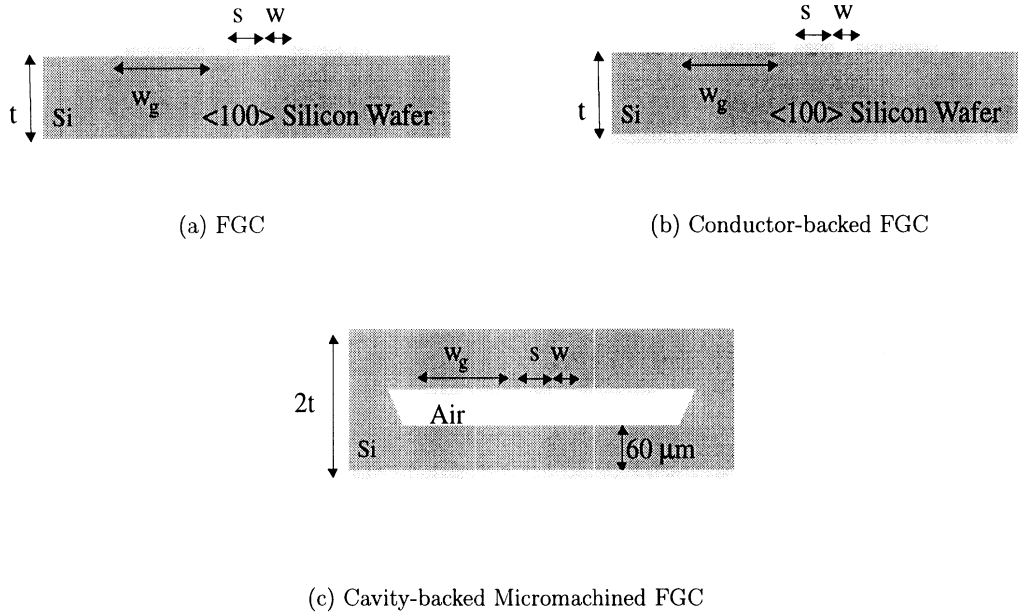 s w
t
w_g
Si
<100> Silicon Wafer
(a) FGC
s w
t
w_g
Si
<100> Silicon Wafer
(b) Conductor-backed FGC
w_g s w
2t
Air
Si
60 μm
(c) Cavity-backed Micromachined FGC